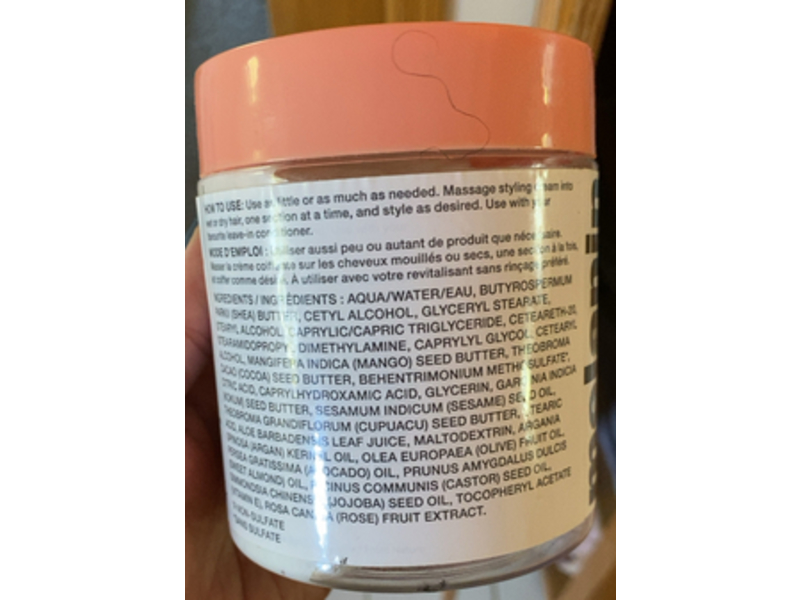 HOW TO USE: Use as little or as much as needed. Massage styling cream into
wet or dry hair, one section at a time, and style as desired. Use with your
favourite leave-in conditioner.
MODE D'EMPLOI : Utiliser aussi peu ou autant de produit que nécessaire.
Masser la crème coiffante sur les cheveux mouillés ou secs, une section à la fois,
et coiffer comme désiré. À utiliser avec votre revitalisant sans rinçage préféré.
INGREDIENTS / INGRÉDIENTS : AQUA/WATER/EAU, BUTYROSPERMUM
PARKII (SHEA) BUTTER, CETYL ALCOHOL, GLYCERYL STEARATE,
STEARYL ALCOHOL, CAPRYLIC/CAPRIC TRIGLYCERIDE, CETEARETH-20,
STEARAMIDOPROPYL DIMETHYLAMINE, CAPRYLYL GLYCOL, CETEARYL
ALCOHOL, MANGIFERA INDICA (MANGO) SEED BUTTER, THEOBROMA
CACAO (COCOA) SEED BUTTER, BEHENTRIMONIUM METHOSULFATE*,
CITRIC ACID, CAPRYLHYDROXAMIC ACID, GLYCERIN, GARCINIA INDICA
(KOKUM) SEED BUTTER, SESAMUM INDICUM (SESAME) SEED OIL,
THEOBROMA GRANDIFLORUM (CUPUACU) SEED BUTTER, STEARIC
ACID, ALOE BARBADENSIS LEAF JUICE, MALTODEXTRIN, ARGANIA
SPINOSA (ARGAN) KERNEL OIL, OLEA EUROPAEA (OLIVE) FRUIT OIL,
PERSEA GRATISSIMA (AVOCADO) OIL, PRUNUS AMYGDALUS DULCIS
(SWEET ALMOND) OIL, RICINUS COMMUNIS (CASTOR) SEED OIL,
SIMMONDSIA CHINENSIS (JOJOBA) SEED OIL, TOCOPHERYL ACETATE
(VITAMIN E), ROSA CANINA (ROSE) FRUIT EXTRACT.
*NON-SULFATE
*SANS SULFATE
melanin